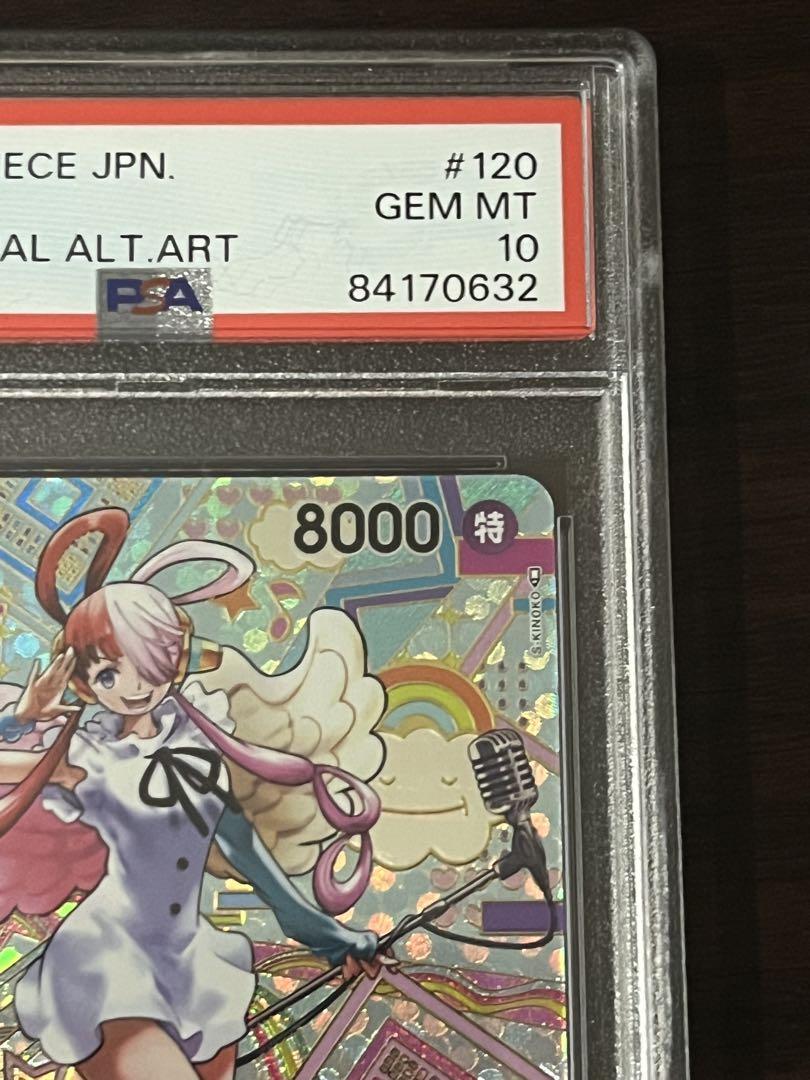 ECE JPN.
#120
GEM MT
AL ALT.ART
10
PSA
84170632
8000
特
S·KINOKO